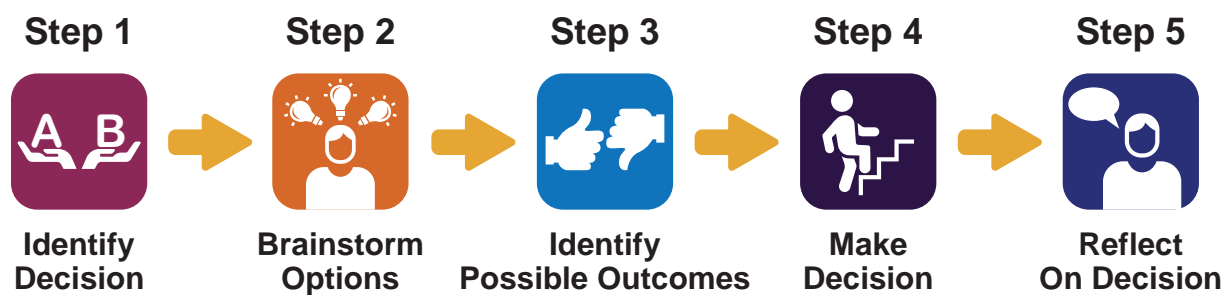 Step 1
Step 2
Step 3
Step 4
Step 5
A B
Identify
Decision
Brainstorm
Options
Identify
Possible Outcomes
Make
Decision
Reflect
On Decision